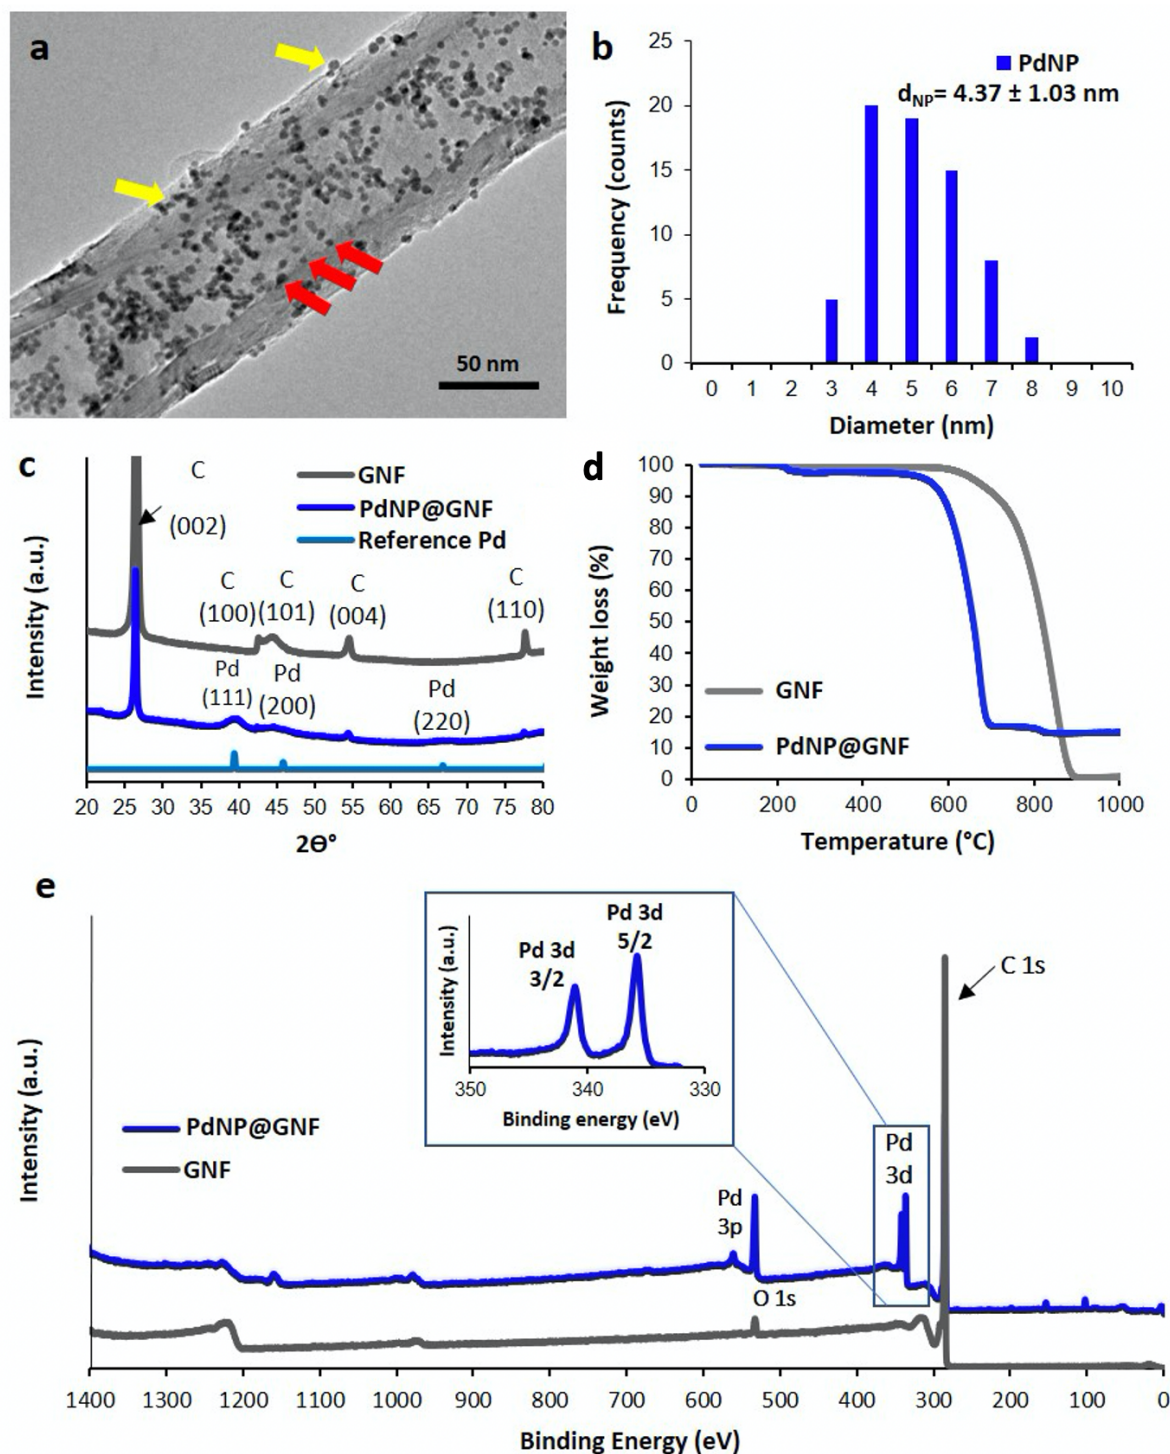 a
50 nm
b
PdNP
dNP= 4.37 ± 1.03 nm
Frequency (counts)
25
20
15
10
5
0
0 1 2 3 4 5 6 7 8 9 10
Diameter (nm)
c
C
(002)
GNF
PdNP@GNF
Reference Pd
C
(100)
C
(101)
C
(004)
C
(110)
Pd
(111)
Pd
(200)
Pd
(220)
Intensity (a.u.)
20 25 30 35 40 45 50 55 60 65 70 75 80
2Θ°
d
Weight loss (%)
100
90
80
70
60
50
40
30
20
10
0
GNF
PdNP@GNF
0 200 400 600 800 1000
Temperature (°C)
e
Intensity (a.u.)
Pd 3d
3/2
Pd 3d
5/2
Intensity (a.u.)
350 340 330
Binding energy (eV)
C 1s
PdNP@GNF
GNF
Pd
3d
Pd
3p
O 1s
1400 1300 1200 1100 1000 900 800 700 600 500 400 300 200 100 0
Binding Energy (eV)